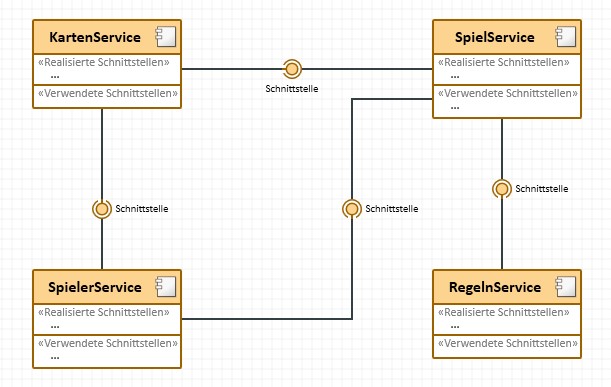 KartenService
«Realisierte Schnittstellen»
...
«Verwendete Schnittstellen»
SpielService
«Realisierte Schnittstellen»
...
«Verwendete Schnittstellen»
...
Schnittstelle
Schnittstelle
Schnittstelle
Schnittstelle
SpielerService
«Realisierte Schnittstellen»
...
«Verwendete Schnittstellen»
...
RegelnService
«Realisierte Schnittstellen»
...
«Verwendete Schnittstellen»